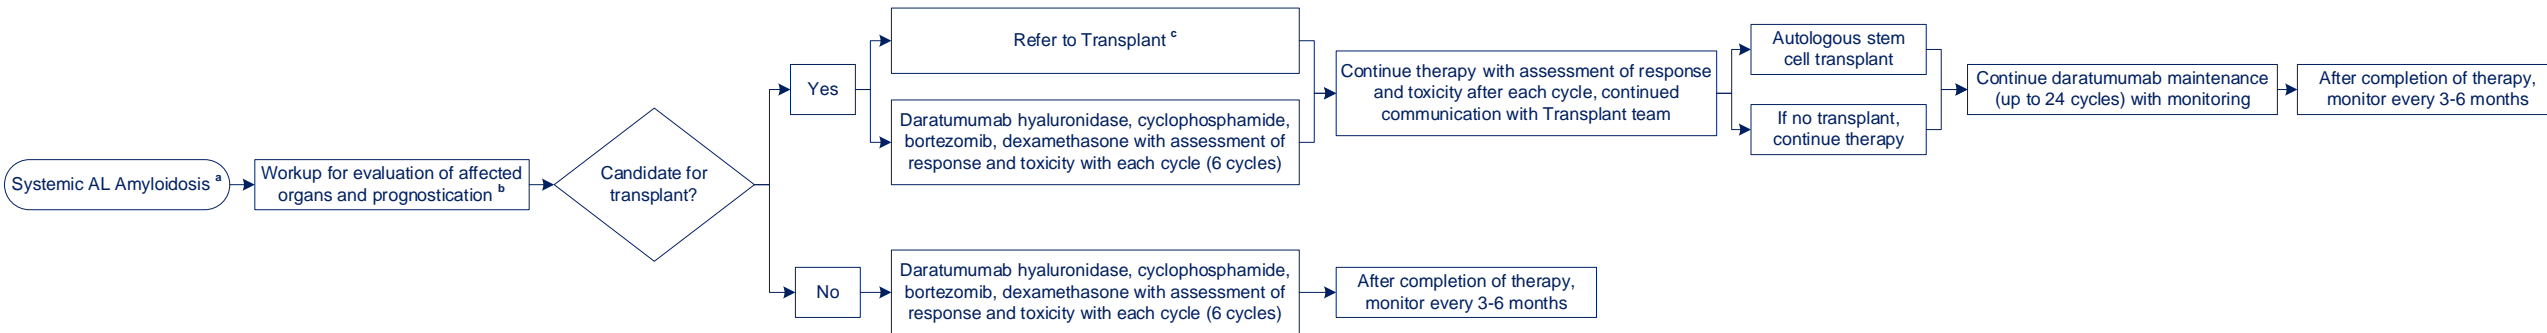 Systemic AL Amyloidosis a
Workup for evaluation of affected
organs and prognostication b
Candidate for
transplant?
Yes
Refer to Transplant c
Daratumumab hyaluronidase, cyclophosphamide,
bortezomib, dexamethasone with assessment of
response and toxicity with each cycle (6 cycles)
Continue therapy with assessment of response
and toxicity after each cycle, continued
communication with Transplant team
Autologous stem
cell transplant
If no transplant,
continue therapy
Continue daratumumab maintenance
(up to 24 cycles) with monitoring
After completion of therapy,
monitor every 3-6 months
No
Daratumumab hyaluronidase, cyclophosphamide,
bortezomib, dexamethasone with assessment of
response and toxicity with each cycle (6 cycles)
After completion of therapy,
monitor every 3-6 months